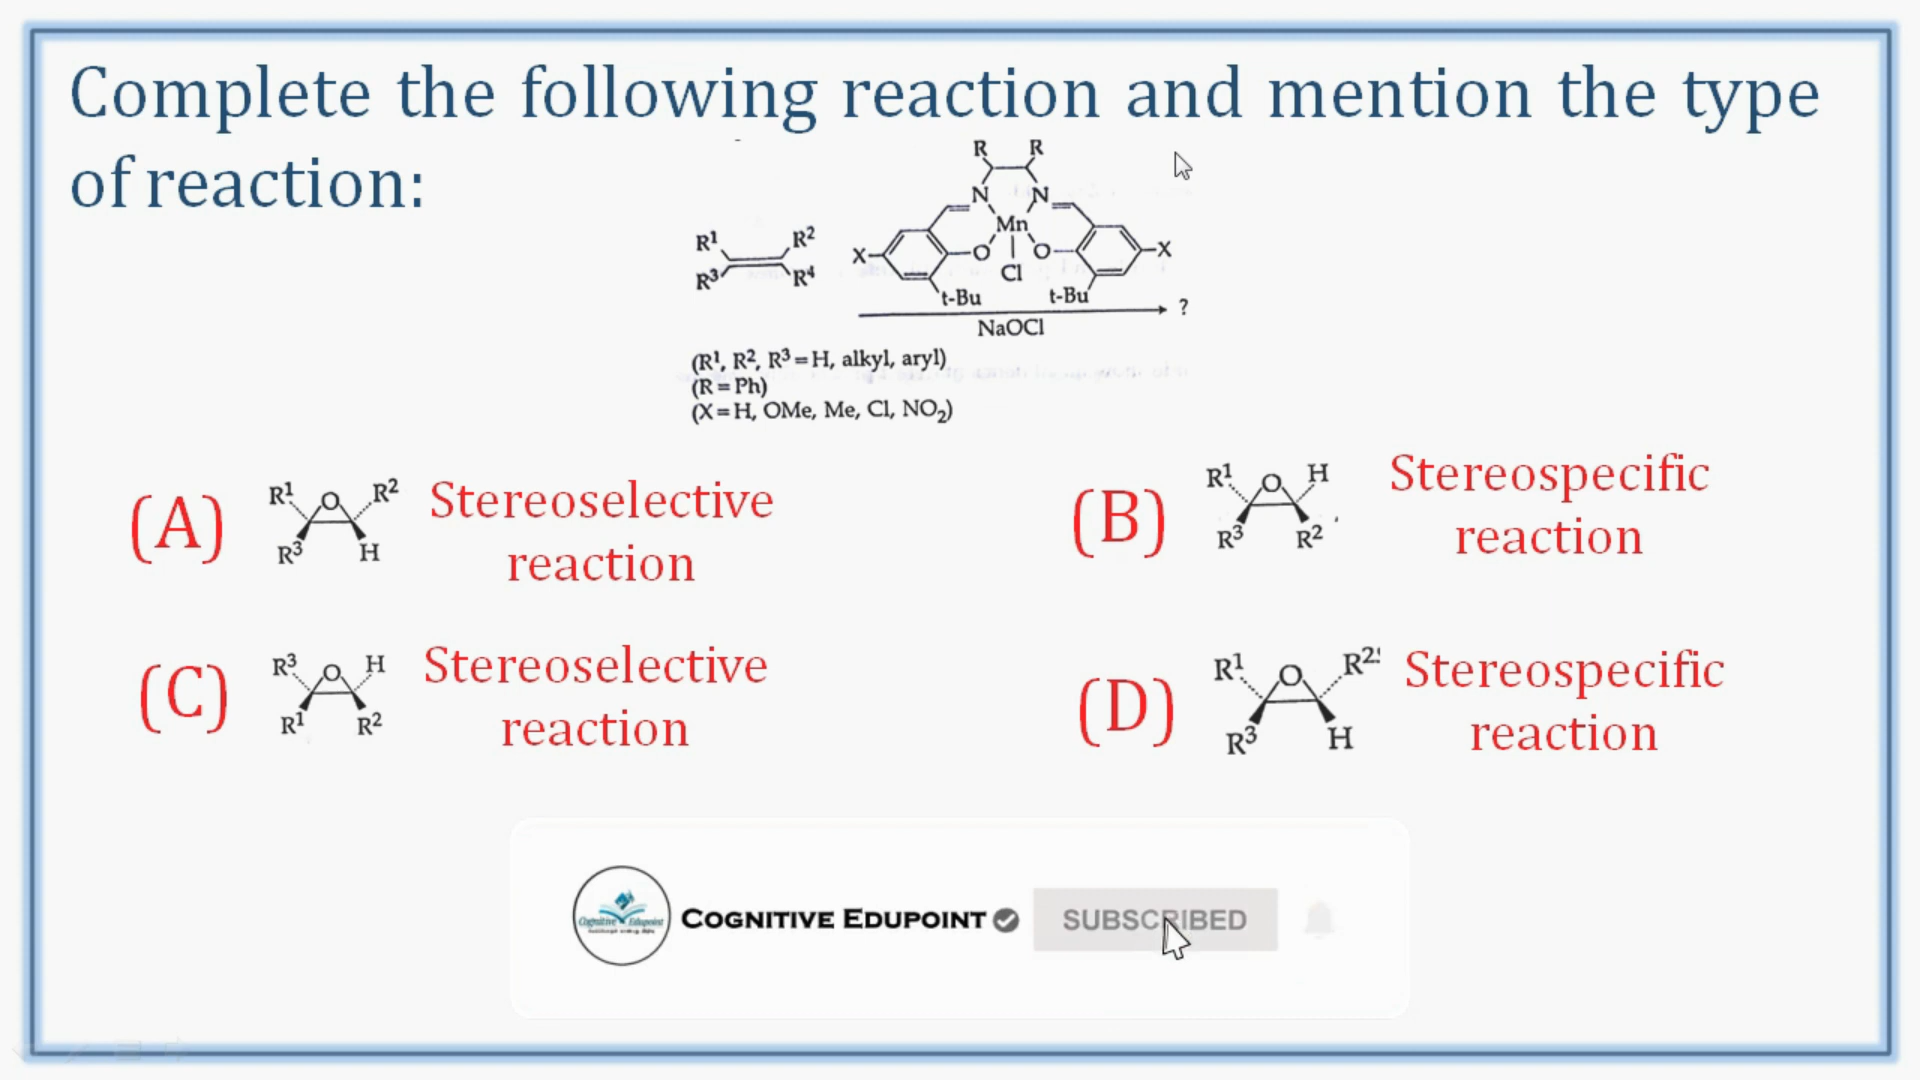 Complete the following reaction and mention the type
of reaction:
R R
N N
Mn
R¹ R²
X O O X
R³ R⁴
Cl
t-Bu t-Bu
?
NaOCl
(R¹, R², R³ = H, alkyl, aryl)
(R = Ph)
(X = H, OMe, Me, Cl, NO₂)
(A) R¹ O R² R³ H Stereoselective
reaction
(B) R¹ O H R³ R² Stereospecific
reaction
(C) R³ O H R¹ R² Stereoselective
reaction
(D) R¹ O R² R³ H Stereospecific
reaction
COGNITIVE EDUPOINT SUBSCRIBED
Cognitive Edupoint